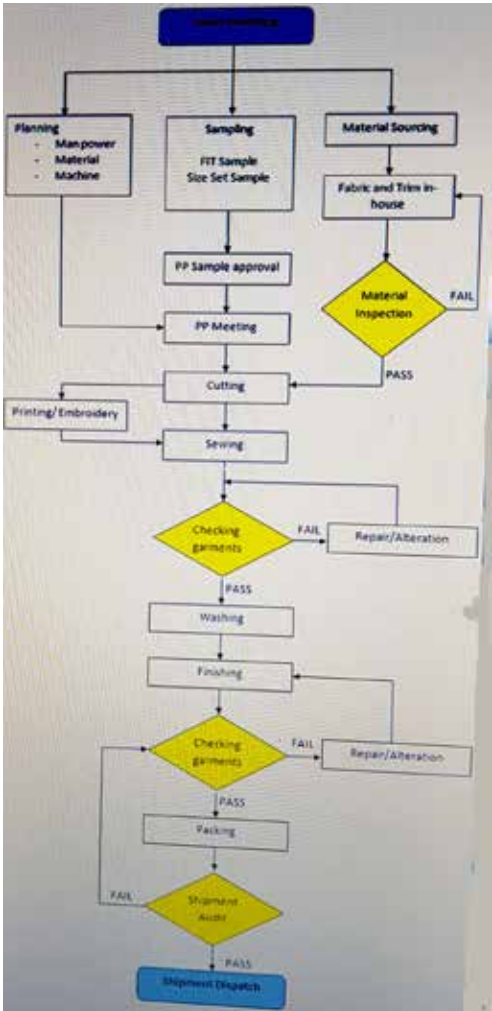 Planning
- Manpower
- Material
- Machine
Sampling
FIT Sample
Size Set Sample
Material Sourcing
Fabric and Trim in-
house
PP Sample approval
Material
Inspection
FAIL
PP Meeting
PASS
Cutting
Printing/ Embroidery
Sewing
Checking
garments
FAIL
Repair/Alteration
PASS
Washing
Finishing
Checking
garments
FAIL
Repair/Alteration
PASS
Packing
FAIL
Shipment
Audit
PASS
Shipment Dispatch